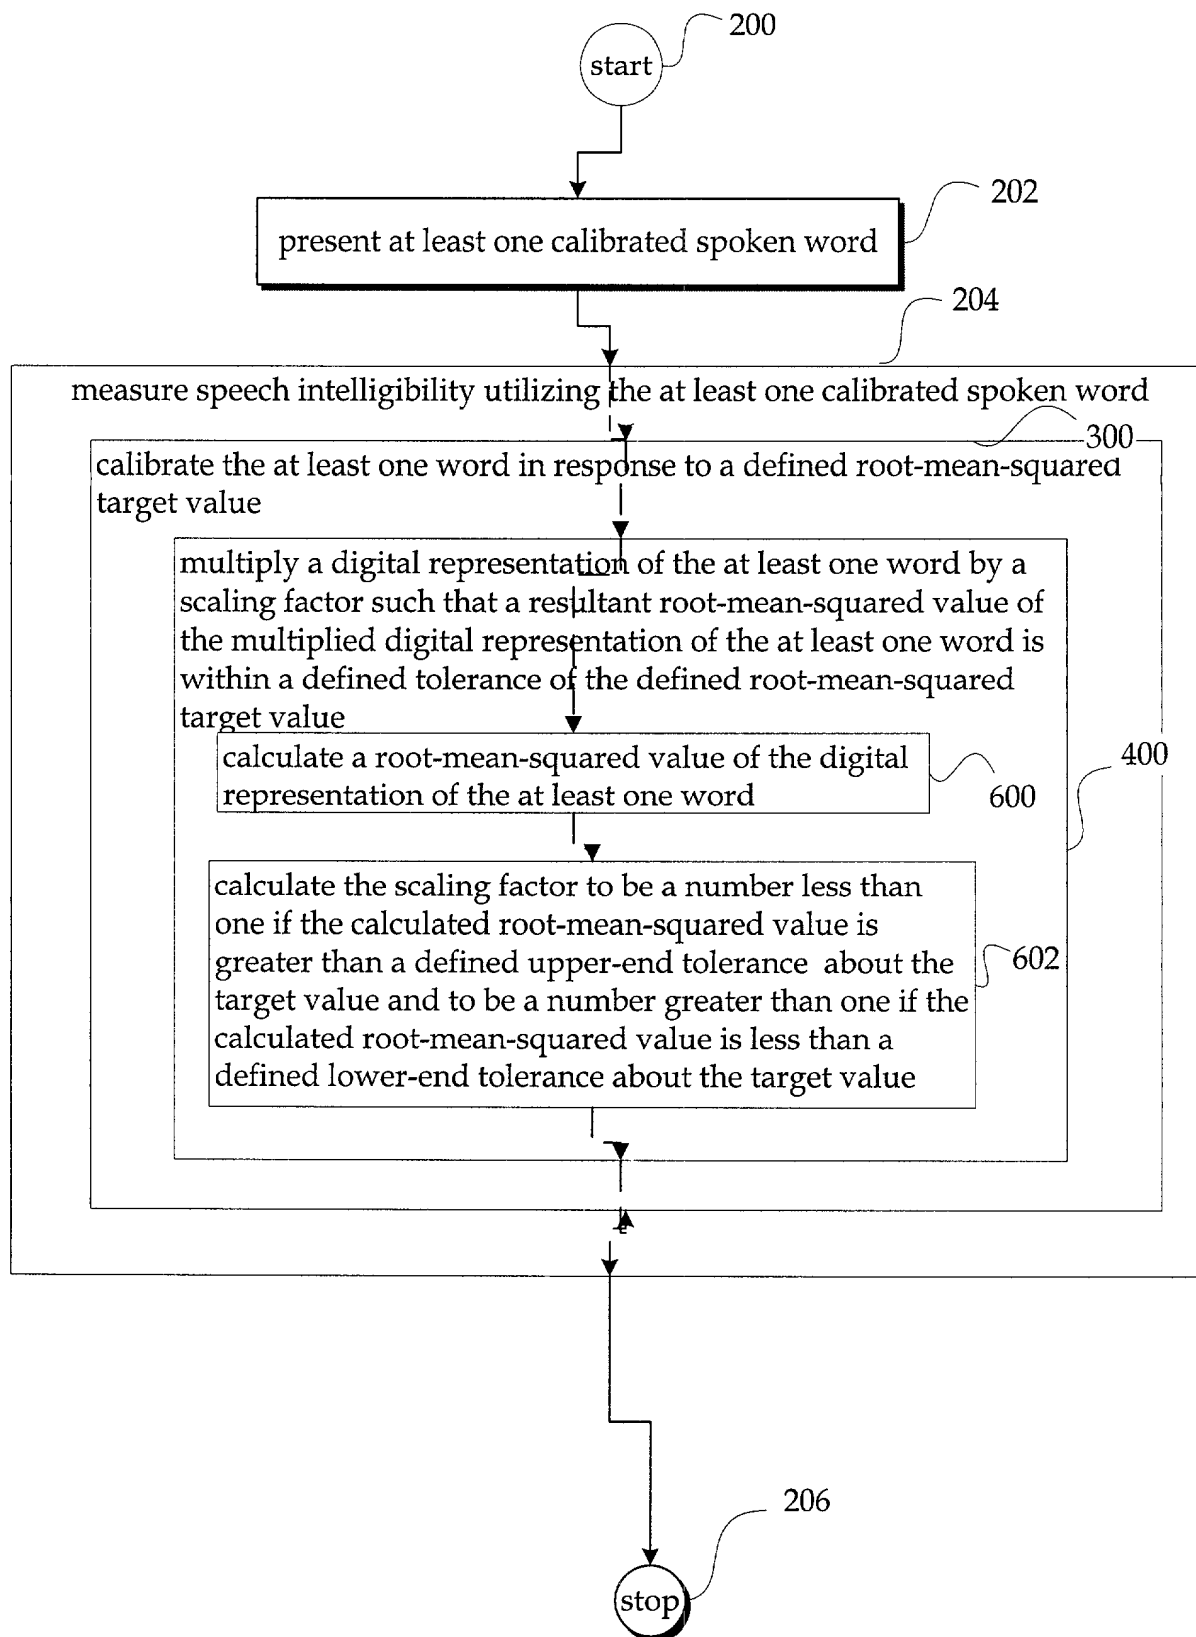 200
start
202
present at least one calibrated spoken word
204
measure speech intelligibility utilizing the at least one calibrated spoken word
300
calibrate the at least one word in response to a defined root-mean-squared
target value
multiply a digital representation of the at least one word by a
scaling factor such that a resultant root-mean-squared value of
the multiplied digital representation of the at least one word is
within a defined tolerance of the defined root-mean-squared
target value
400
calculate a root-mean-squared value of the digital
representation of the at least one word
600
calculate the scaling factor to be a number less than
one if the calculated root-mean-squared value is
greater than a defined upper-end tolerance about the
target value and to be a number greater than one if the
calculated root-mean-squared value is less than a
defined lower-end tolerance about the target value
602
206
stop